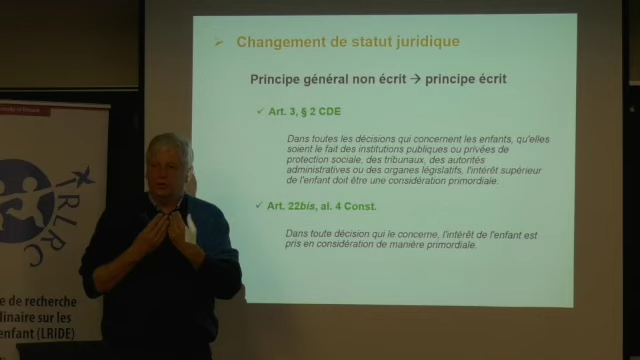 ➢ Changement de statut juridique
Principe général non écrit → principe écrit
✓ Art. 3, § 2 CDE
Dans toutes les décisions qui concernent les enfants, qu'elles
soient le fait des institutions publiques ou privées de
protection sociale, des tribunaux, des autorités
administratives ou des organes législatifs, l'intérêt supérieur
de l'enfant doit être une considération primordiale.
✓ Art. 22bis, al. 4 Const.
Dans toute décision qui le concerne, l'intérêt de l'enfant est
pris en considération de manière primordiale.
IRLRC
e de recherche
linaire sur les
enfant (LRIDE)